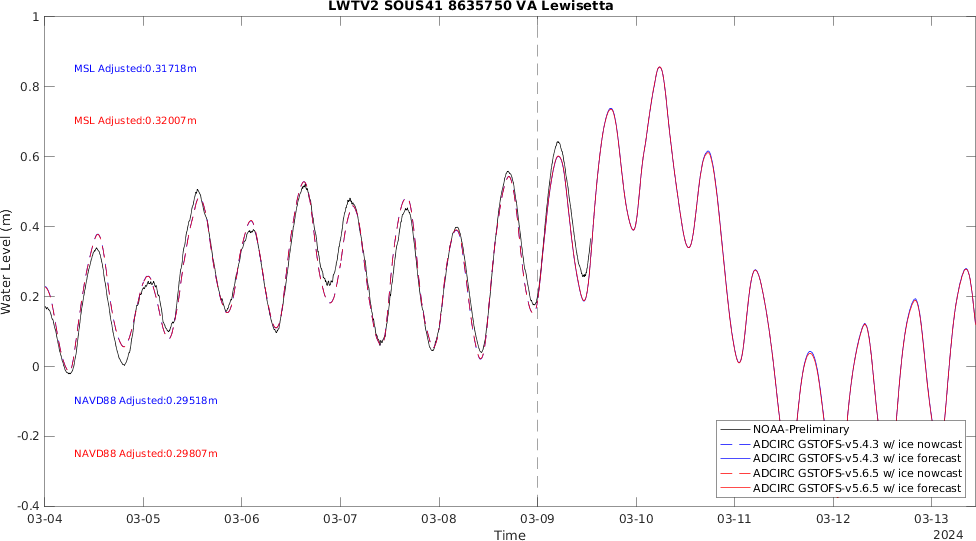 LWTV2 SOUS41 8635750 VA Lewisetta
1
0.8
0.6
0.4
0.2
0
-0.2
-0.4
Water Level (m)
MSL Adjusted:0.31718m
MSL Adjusted:0.32007m
NAVD88 Adjusted:0.29518m
NAVD88 Adjusted:0.29807m
NOAA-Preliminary
ADCIRC GSTOFS-v5.4.3 w/ ice nowcast
ADCIRC GSTOFS-v5.4.3 w/ ice forecast
ADCIRC GSTOFS-v5.6.5 w/ ice nowcast
ADCIRC GSTOFS-v5.6.5 w/ ice forecast
03-04 03-05 03-06 03-07 03-08 03-09 03-10 03-11 03-12 03-13
Time
2024